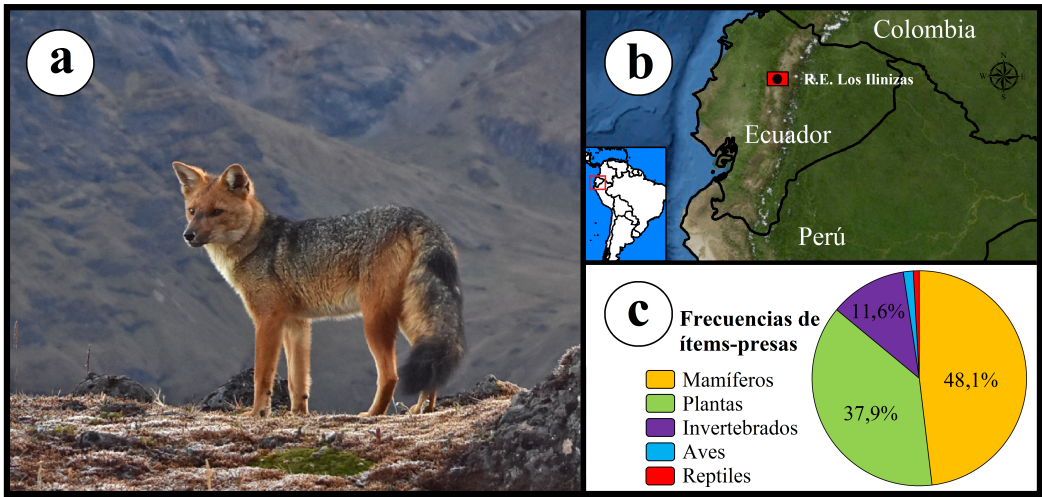 a
b
Colombia
N
W
E
S
R.E. Los Ilinizas
Ecuador
Perú
c
Frecuencias de
ítems-presas
Mamíferos
Plantas
Invertebrados
Aves
Reptiles
11,6%
48,1%
37,9%